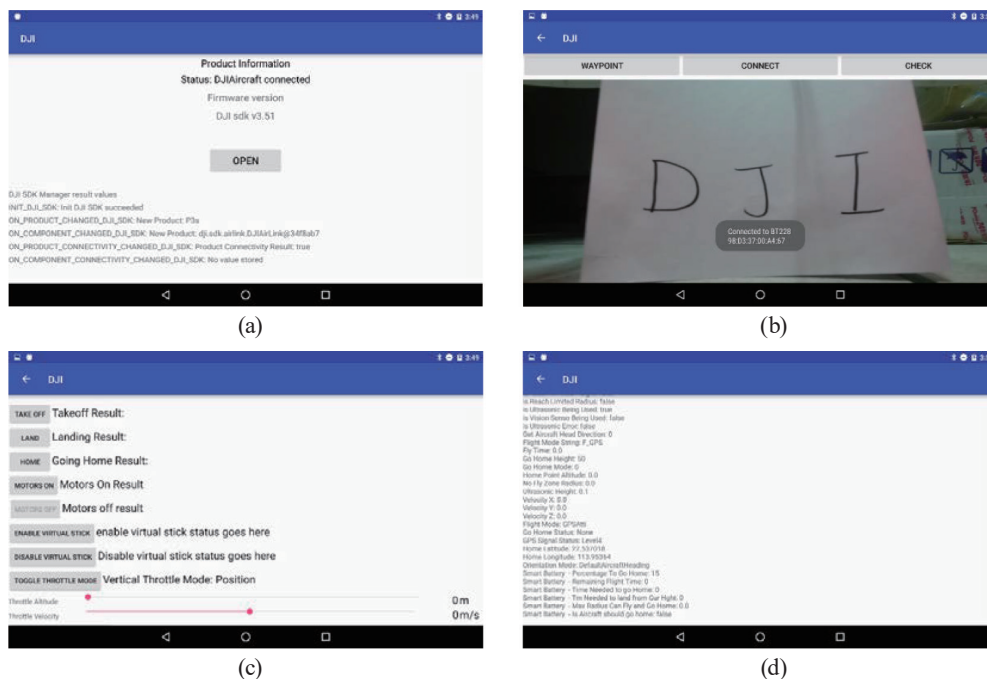 3:49
DJI
Product Information
Status: DJIAircraft connected
Firmware version
DJI sdk v3.51
OPEN
DJI SDK Manager result values
INIT_DJI_SDK: Init DJI SDK succeeded
ON_PRODUCT_CHANGED_DJI_SDK: New Product: P3s
ON_COMPONENT_CHANGED_DJI_SDK: New Product: dji.sdk.airlink.DJIAirLink@34f8ab7
ON_PRODUCT_CONNECTIVITY_CHANGED_DJI_SDK: Product Connectivity Result: true
ON_COMPONENT_CONNECTIVITY_CHANGED_DJI_SDK: No value stored
(a)
DJI
WAYPOINT CONNECT CHECK
D J I
Connected to BT22B
98:D3:37:00:A4:67
(b)
3:49
DJI
TAKE OFF Takeoff Result:
LAND Landing Result:
HOME Going Home Result:
MOTORS ON Motors On Result
MOTORS OFF Motors off result
ENABLE VIRTUAL STICK enable virtual stick status goes here
DISABLE VIRTUAL STICK Disable virtual stick status goes here
TOGGLE THROTTLE MODE Vertical Throttle Mode: Position
Throttle Altitude 0m
Throttle Velocity 0m/s
(c)
DJI
is Reach Limited Radius: false
is Ultrasonic Being Used: true
is Vision Sensor Being Used: false
is Ultrasonic Error: false
Get Aircraft Head Direction: 0
Flight Mode String: P_GPS
Fly Time: 0.0
Go Home Height: 50
Go Home Mode: 0
Home Point Altitude: 0.0
No Fly Zone Radius: 0.0
Ultrasonic Height: 0.1
Velocity X: 0.0
Velocity Y: 0.0
Velocity Z: 0.0
Flight Mode: GPSAtti
Go Home Status: None
GPS Signal Status: Level4
Home Latitude: 22.537018
Home Longitude: 113.95364
Orientation Mode: DefaultAircraftHeading
Smart Battery - Percentage To Go Home: 15
Smart Battery - Remaining Flight Time: 0
Smart Battery - Time Needed to go Home: 0
Smart Battery - Tm Needed to land from Our Hght: 0
Smart Battery - Max Radius Can Fly and Go Home: 0.0
Smart Battery - Is Aircraft should go home: false
(d)